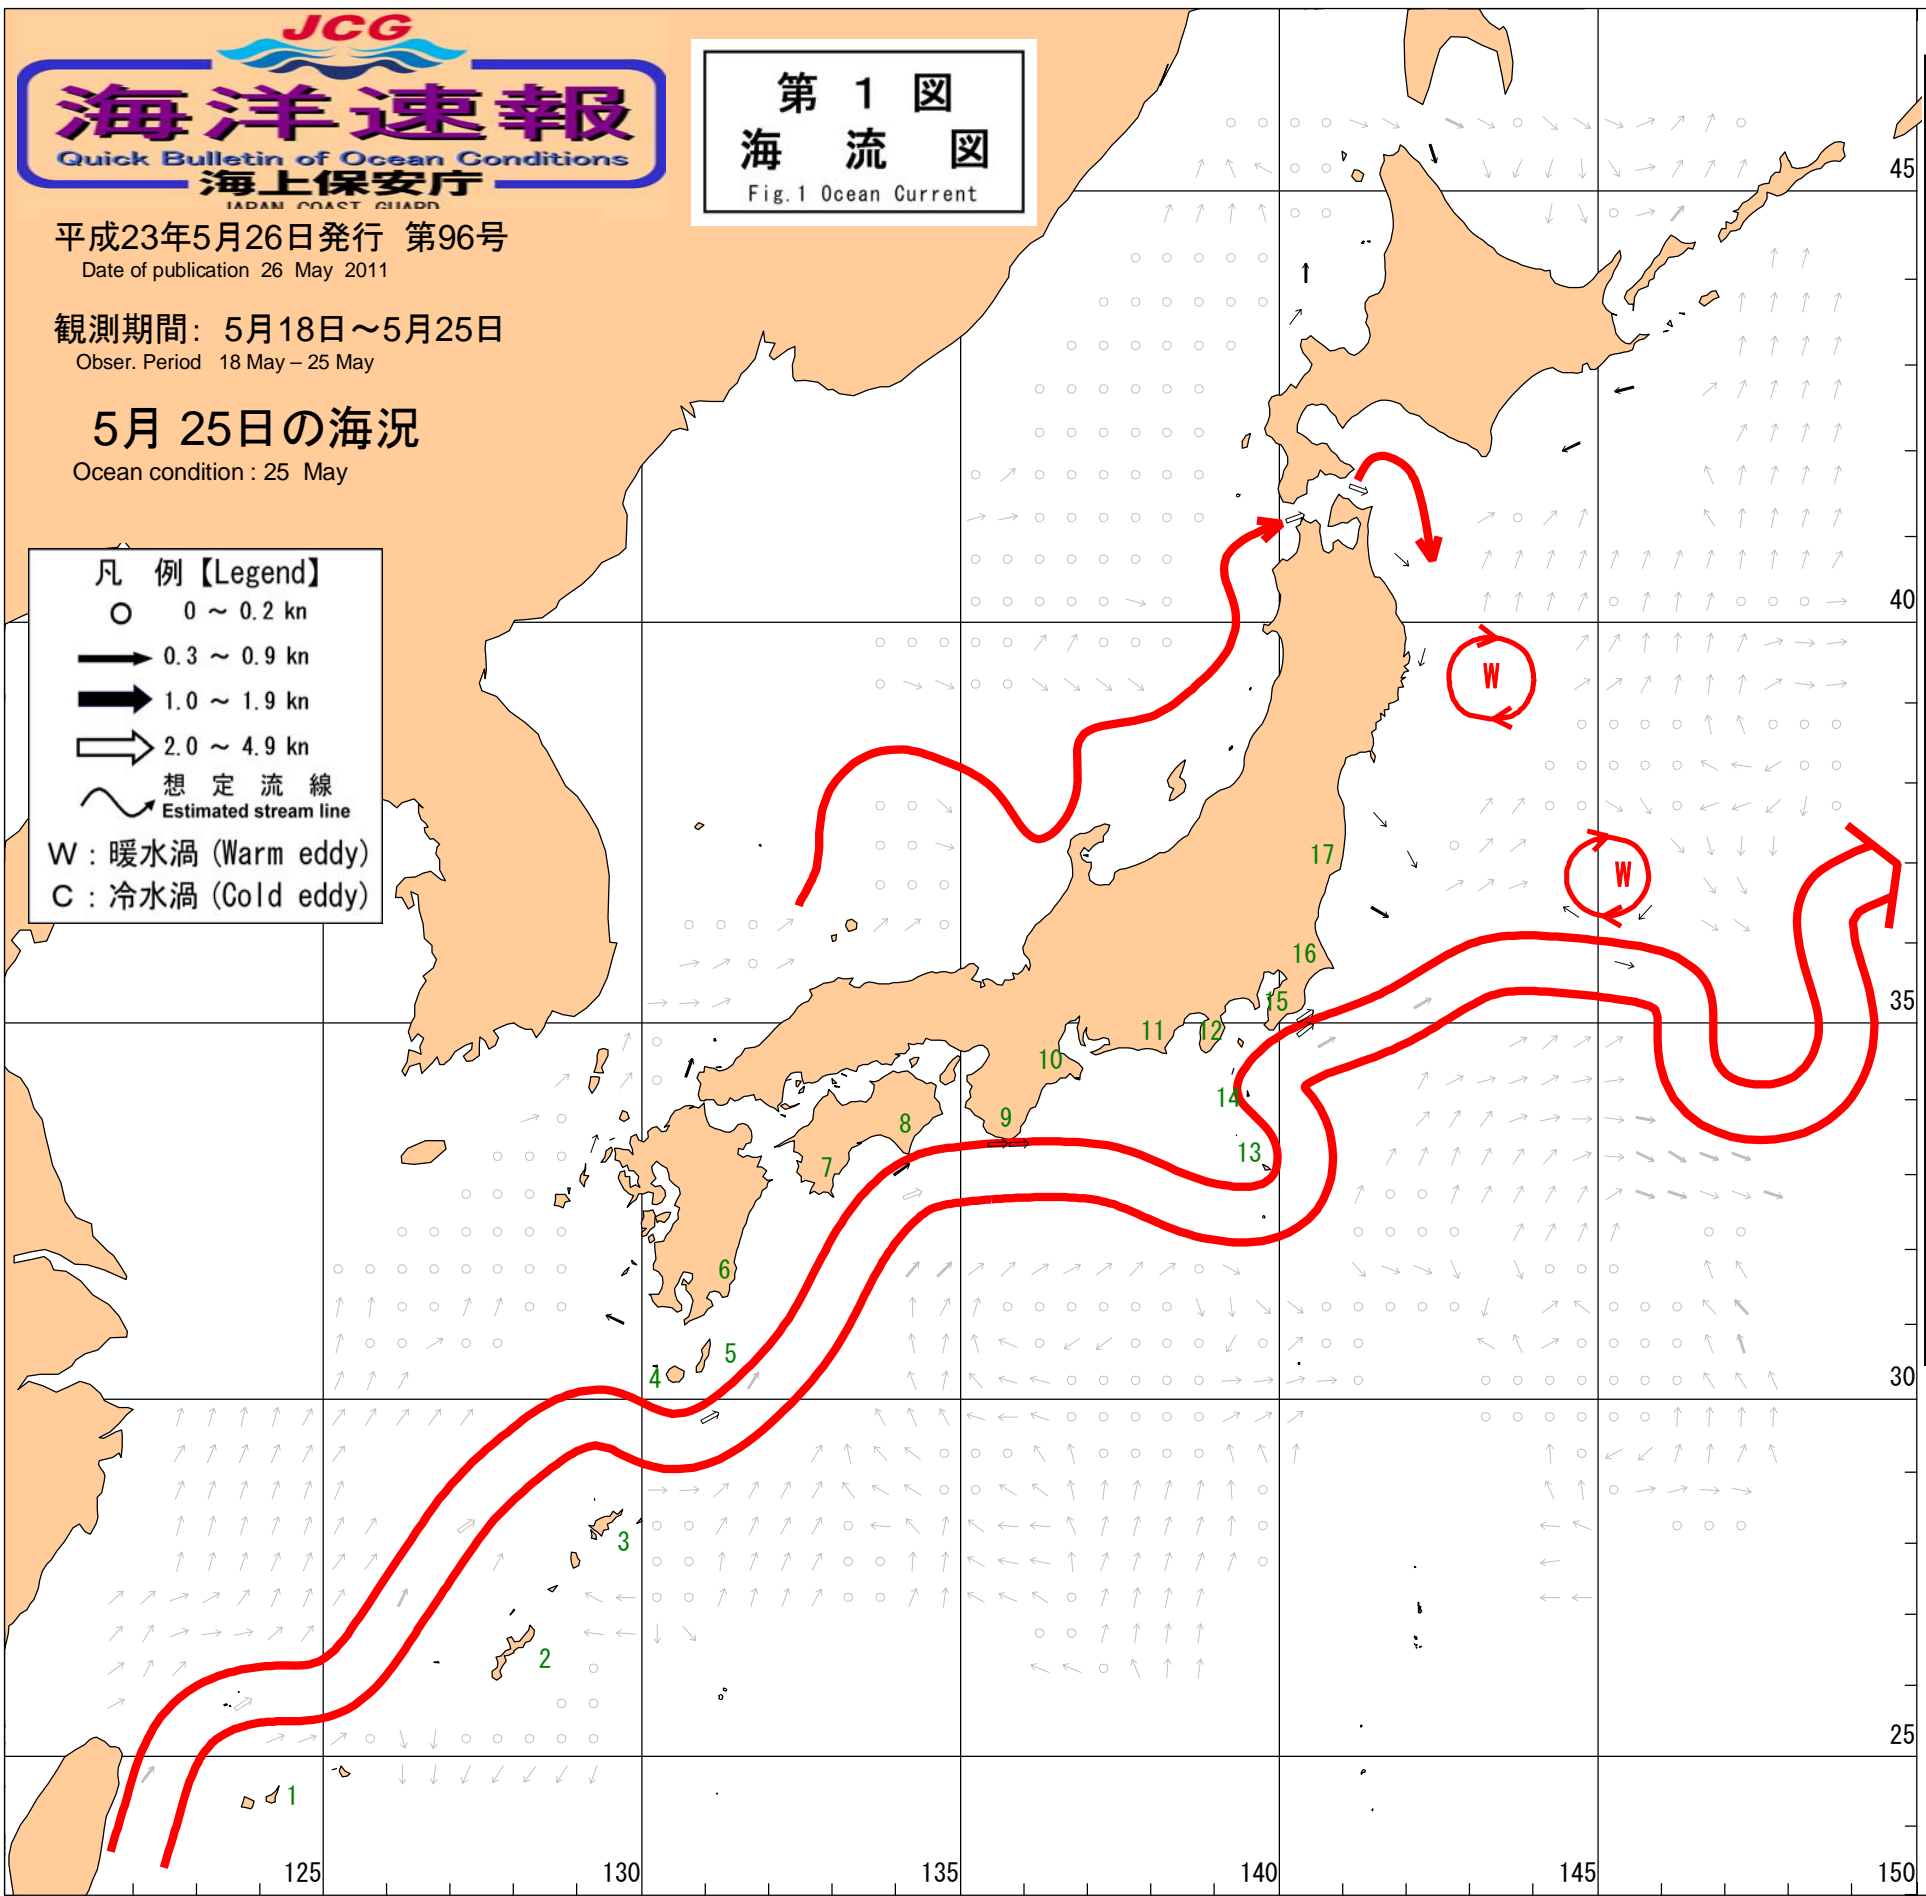 JCG
海洋速報
Quick Bulletin of Ocean Conditions
海上保安庁
JAPAN COAST GUARD
第 1 図
海 流 図
Fig.1 Ocean Current
平成23年5月26日発行 第96号
Date of publication 26 May 2011
観測期間: 5月18日～5月25日
Obser. Period 18 May – 25 May
5月 25日の海況
Ocean condition : 25 May
凡 例【Legend】
0 ～ 0.2 kn
0.3 ～ 0.9 kn
1.0 ～ 1.9 kn
2.0 ～ 4.9 kn
想 定 流 線
Estimated stream line
W : 暖水渦 (Warm eddy)
C : 冷水渦 (Cold eddy)
45
40
W
17
W
16
15
35
12
11
10
14
9
8
13
7
6
5
4
30
3
2
25
1
125
130
135
140
145
150